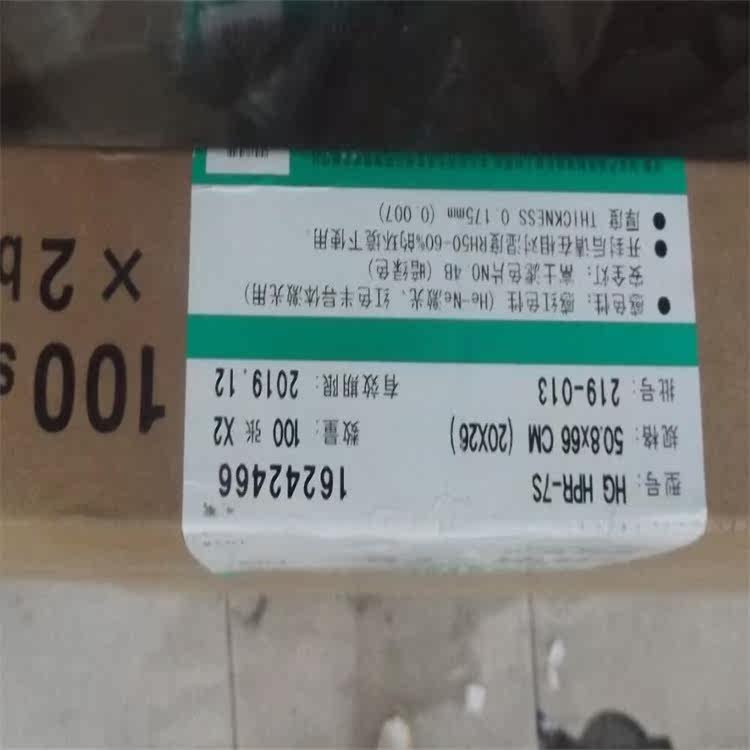 型号: HG HPR-7S 16242466
规格: 50.8x66 CM (20X26) 数量: 100 张 X2
批号 219-013 有效期限: 2019.12
● 感色性: 感红色性 (He-Ne激光、红色半导体激光用)
安全灯: 富士滤色片NO 4B (暗绿色)
● 开封后请在相对湿度RH50-60%的环境下使用.
● 厚度 THICKNESS 0.175mm (0.007)
100s
× 2b